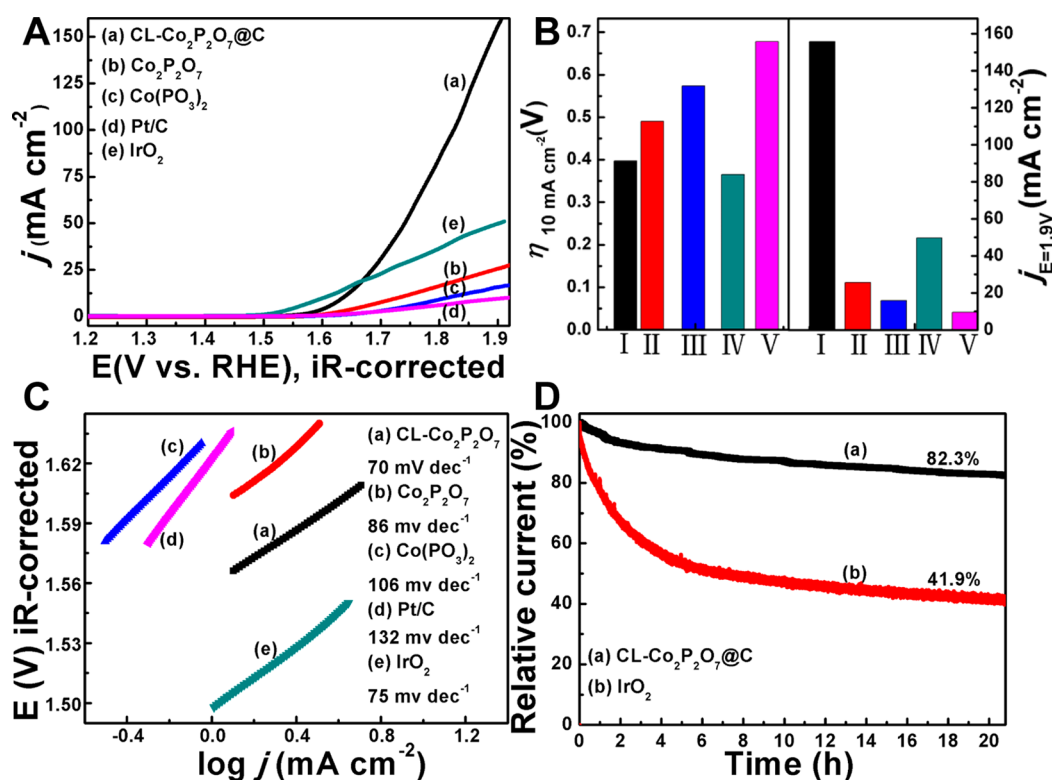 A
(a) CL-Co₂P₂O₇@C
(b) Co₂P₂O₇
(c) Co(PO₃)₂
(d) Pt/C
(e) IrO₂
(a)
(e)
(b)
(c)
(d)
150
125
100
75
50
25
0
j (mA cm⁻²)
1.2 1.3 1.4 1.5 1.6 1.7 1.8 1.9
E(V vs. RHE), iR-corrected
B
0.7
0.6
0.5
0.4
0.3
0.2
0.1
0.0
η 10 mA cm⁻²(V)
160
140
120
100
80
60
40
20
0
j E=1.9V (mA cm⁻²)
I II III IV V I II III IV V
C
(a) CL-Co₂P₂O₇
70 mV dec⁻¹
(b) Co₂P₂O₇
86 mv dec⁻¹
(c) Co(PO₃)₂
106 mv dec⁻¹
(d) Pt/C
132 mv dec⁻¹
(e) IrO₂
75 mv dec⁻¹
(c)
(b)
(d)
(a)
(e)
1.62
1.59
1.56
1.53
1.50
E (V) iR-corrected
-0.4 0.0 0.4 0.8 1.2
log j (mA cm⁻²)
D
100
80
60
40
20
0
Relative current (%)
(a)
82.3%
(b)
41.9%
(a) CL-Co₂P₂O₇@C
(b) IrO₂
0 2 4 6 8 10 12 14 16 18 20
Time (h)